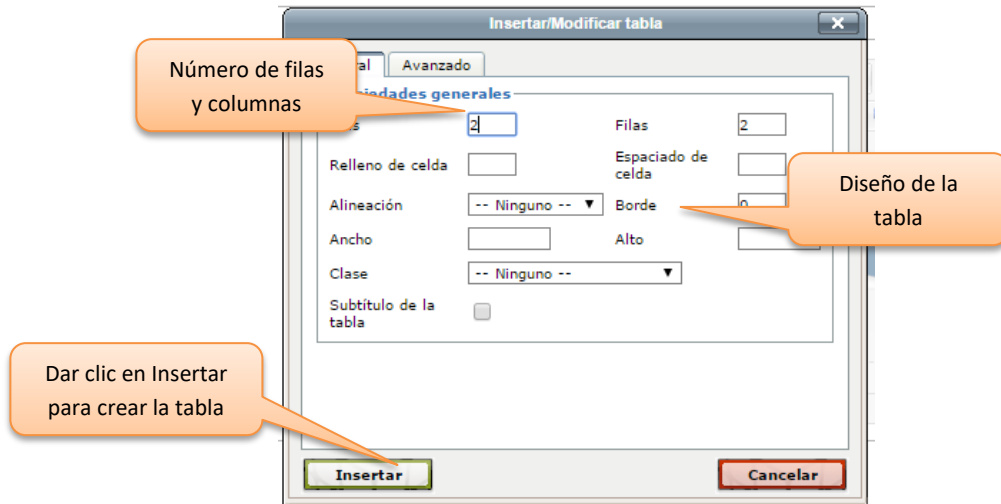 Insertar/Modificar tabla
Número de filas
y columnas
Avanzado
generales
2
Filas
2
Relleno de celda
Espaciado de
celda
Alineación
-- Ninguno --
Borde
Diseño de la
tabla
Ancho
Alto
Clase
-- Ninguno --
Subtítulo de la
tabla
Dar clic en Insertar
para crear la tabla
Insertar
Cancelar